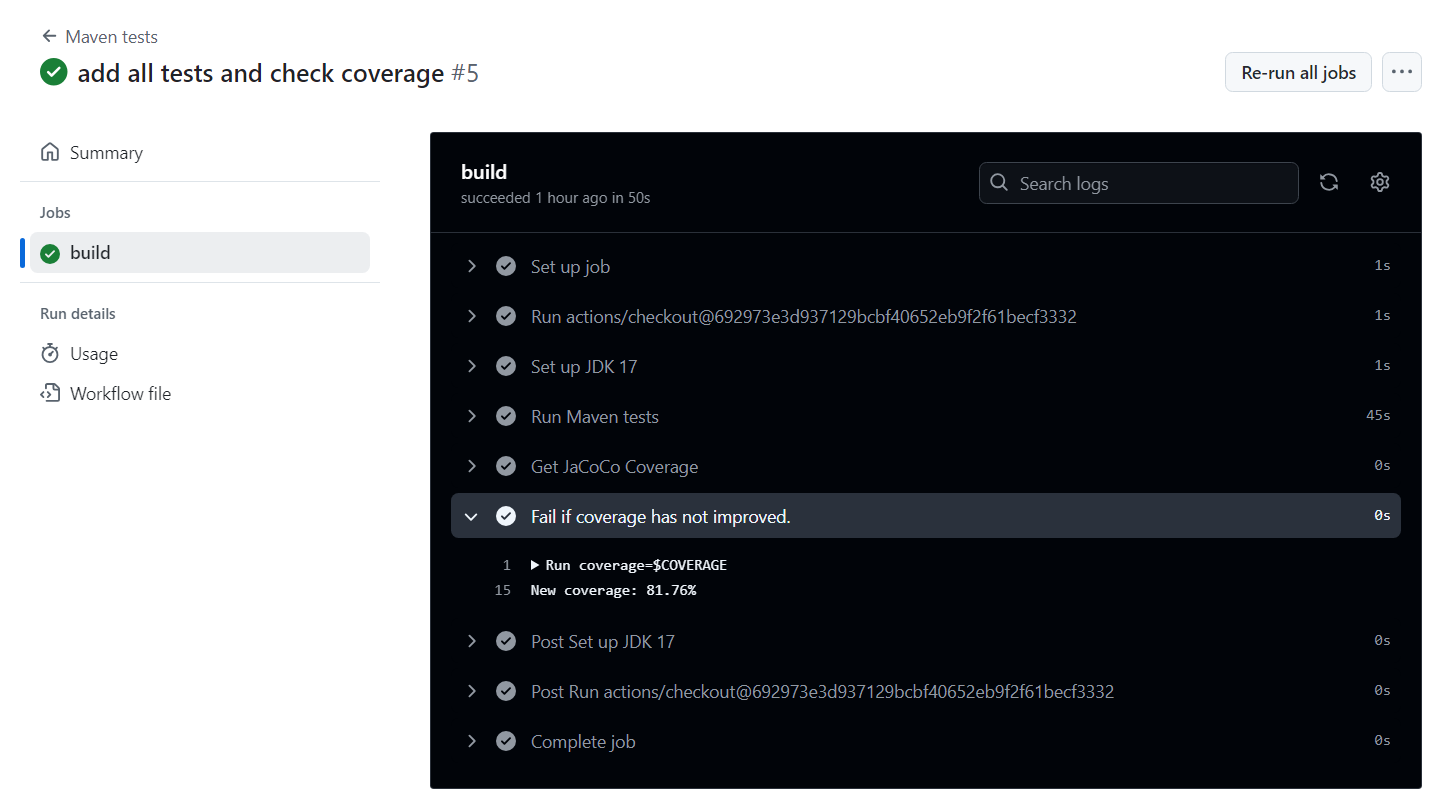 Maven tests
add all tests and check coverage #5
Re-run all jobs
Summary
Jobs
build
Run details
Usage
Workflow file
build
succeeded 1 hour ago in 50s
Search logs
Set up job 1s
Run actions/checkout@692973e3d937129bcbf40652eb9f2f61becf3332 1s
Set up JDK 17 1s
Run Maven tests 45s
Get JaCoCo Coverage 0s
Fail if coverage has not improved. 0s
1 Run coverage=$COVERAGE
15 New coverage: 81.76%
Post Set up JDK 17 0s
Post Run actions/checkout@692973e3d937129bcbf40652eb9f2f61becf3332 0s
Complete job 0s